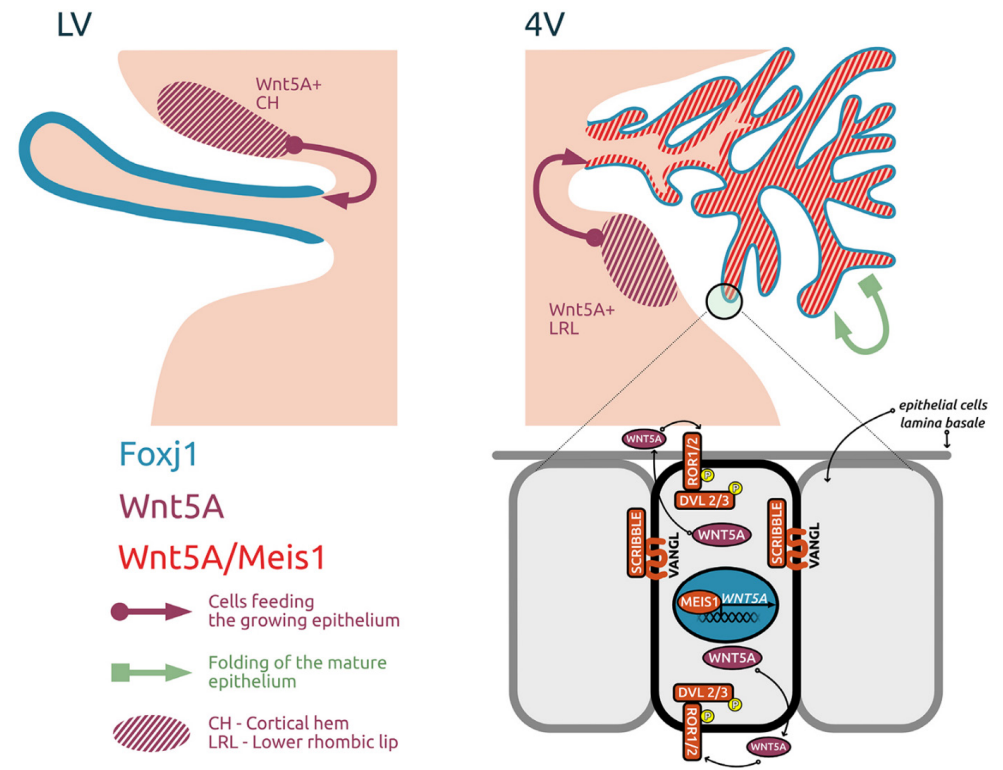 LV
4V
Wnt5A+
CH
Wnt5A+
LRL
Foxj1
Wnt5A
Wnt5A/Meis1
Cells feeding
the growing epithelium
Folding of the mature
epithelium
CH - Cortical hem
LRL - Lower rhombic lip
epithelial cells
lamina basale
WNT5A
ROR1/2
P
DVL 2/3
P
WNT5A
SCRIBBLE
VANGL
SCRIBBLE
VANGL
MEIS1
WNT5A
WNT5A
DVL 2/3
P
ROR1/2
P
WNT5A